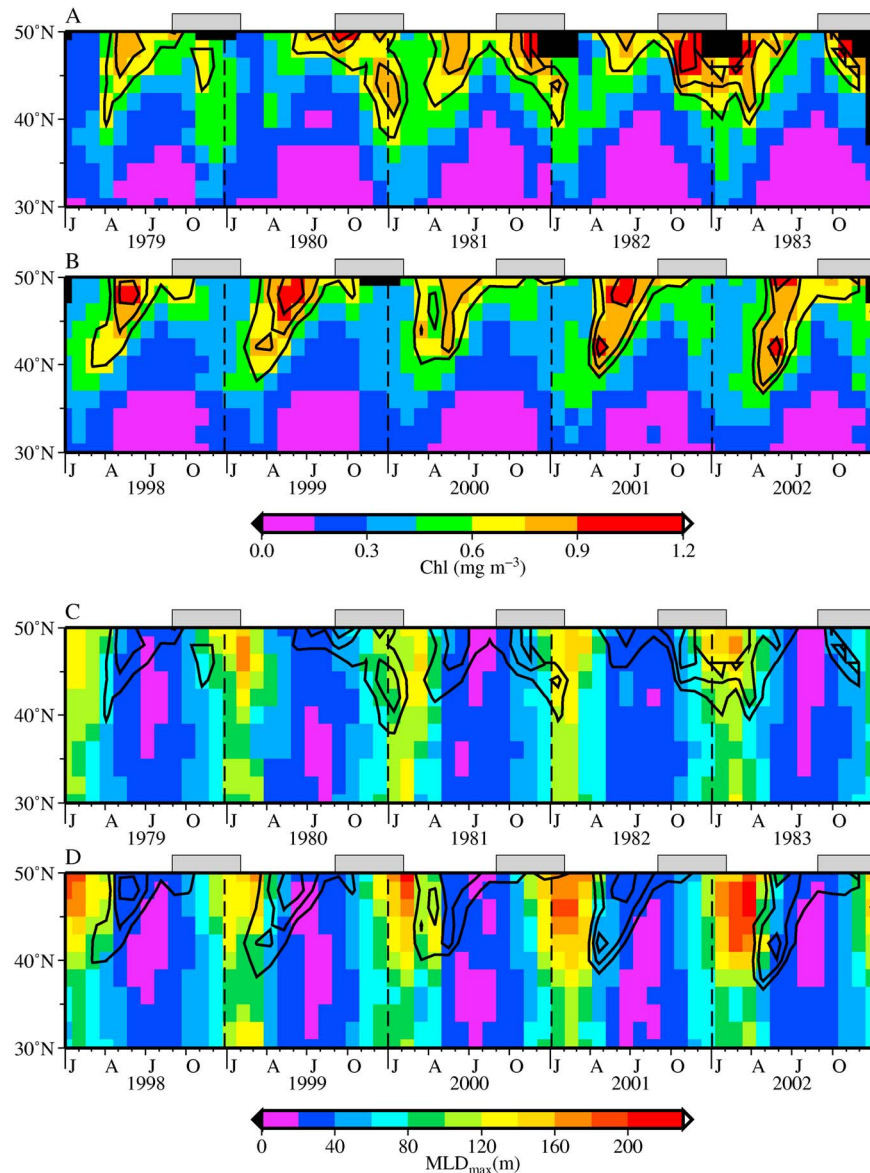 A
50°N
40°N
30°N
J A J O J A J O J A J O J A J O J A J O
1979 1980 1981 1982 1983
B
50°N
40°N
30°N
J A J O J A J O J A J O J A J O J A J O
1998 1999 2000 2001 2002
0.0 0.3 0.6 0.9 1.2
Chl (mg m⁻³)
C
50°N
40°N
30°N
J A J O J A J O J A J O J A J O J A J O
1979 1980 1981 1982 1983
D
50°N
40°N
30°N
J A J O J A J O J A J O J A J O J A J O
1998 1999 2000 2001 2002
0 40 80 120 160 200
MLDmax(m)